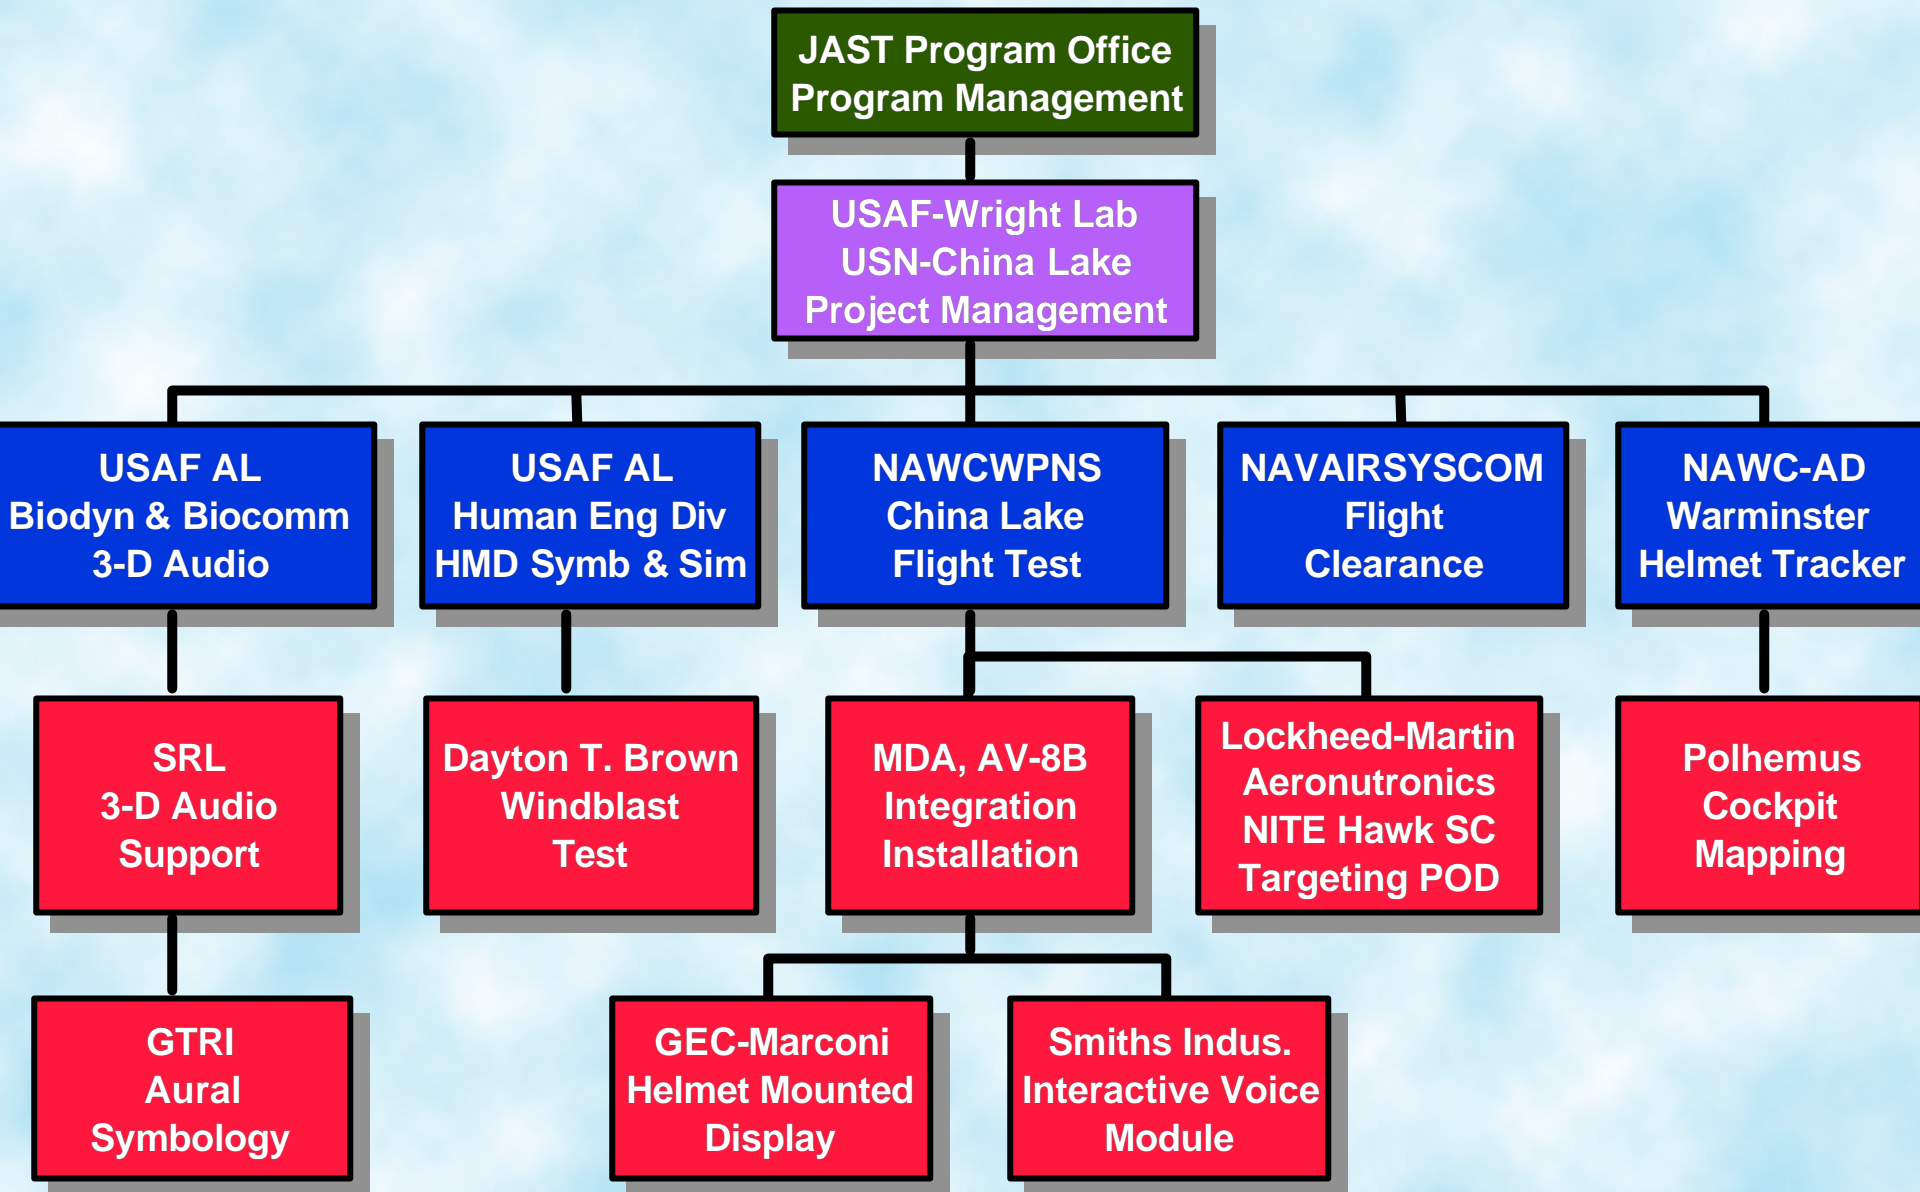 JAST Program Office
Program Management
USAF-Wright Lab
USN-China Lake
Project Management
USAF AL
Biodyn & Biocomm
3-D Audio
USAF AL
Human Eng Div
HMD Symb & Sim
NAWCWPNS
China Lake
Flight Test
NAVAIRSYSCOM
Flight
Clearance
NAWC-AD
Warminster
Helmet Tracker
SRL
3-D Audio
Support
Dayton T. Brown
Windblast
Test
MDA, AV-8B
Integration
Installation
Lockheed-Martin
Aeronutronics
NITE Hawk SC
Targeting POD
Polhemus
Cockpit
Mapping
GTRI
Aural
Symbology
GEC-Marconi
Helmet Mounted
Display
Smiths Indus.
Interactive Voice
Module